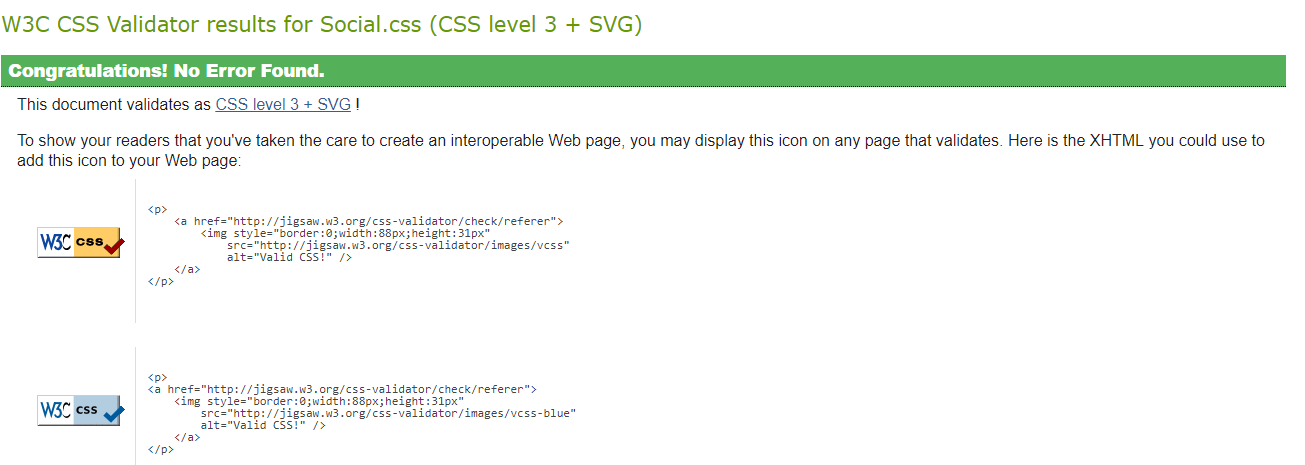 W3C CSS Validator results for Social.css (CSS level 3 + SVG)
Congratulations! No Error Found.
This document validates as CSS level 3 + SVG !
To show your readers that you've taken the care to create an interoperable Web page, you may display this icon on any page that validates. Here is the XHTML you could use to
add this icon to your Web page:
W3C css
<p>
    <a href="http://jigsaw.w3.org/css-validator/check/referer">
        <img style="border:0;width:88px;height:31px"
            src="http://jigsaw.w3.org/css-validator/images/vcss"
            alt="Valid CSS!" />
    </a>
</p>
W3C css
<p>
<a href="http://jigsaw.w3.org/css-validator/check/referer">
    <img style="border:0;width:88px;height:31px"
        src="http://jigsaw.w3.org/css-validator/images/vcss-blue"
        alt="Valid CSS!" />
    </a>
</p>